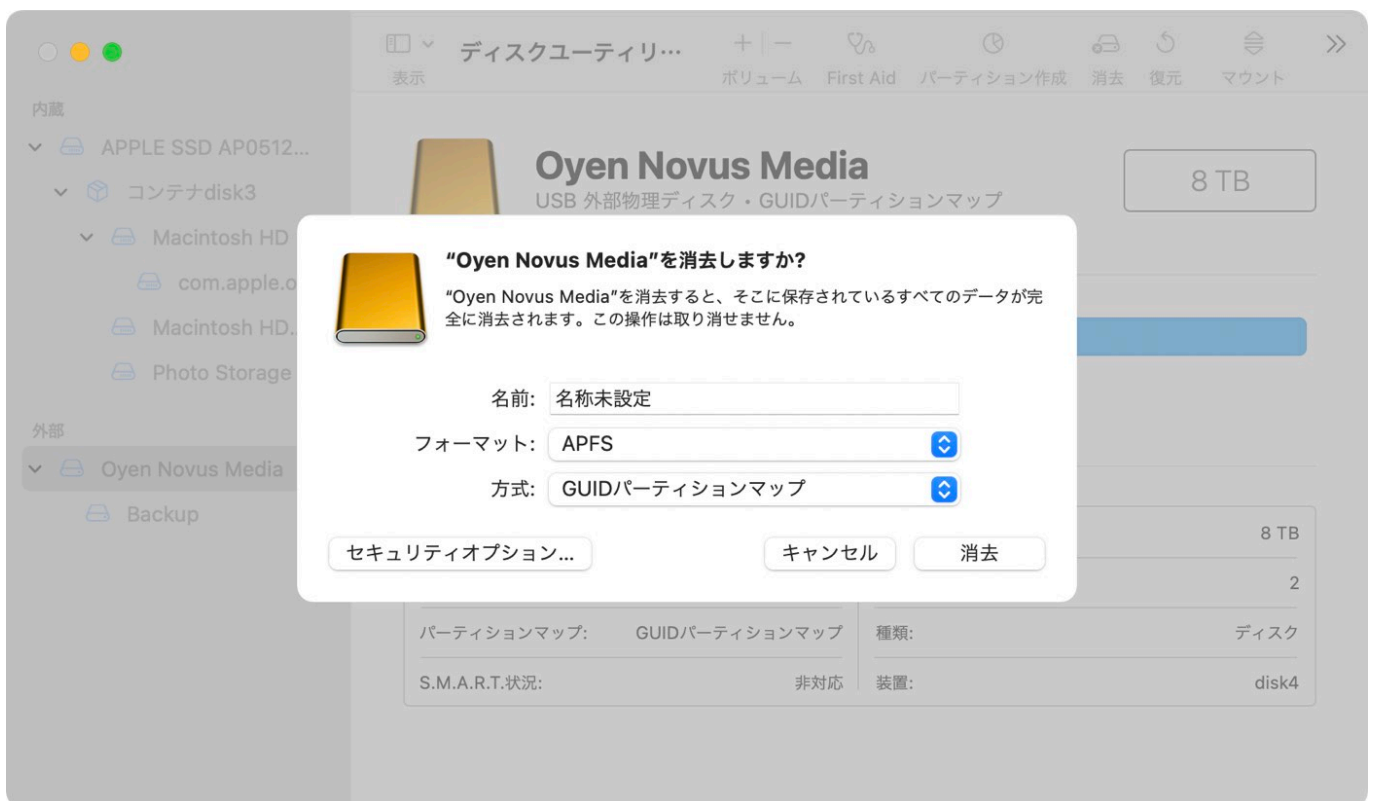 ディスクユーティリ…
表示
ボリューム
First Aid
パーティション作成
消去
復元
マウント
内蔵
APPLE SSD AP0512...
コンテナdisk3
Macintosh HD
com.apple.o
Macintosh HD.
Photo Storage
外部
Oyen Novus Media
Backup
Oyen Novus Media
USB 外部物理ディスク・GUIDパーティションマップ
8 TB
“Oyen Novus Media”を消去しますか?
“Oyen Novus Media”を消去すると、そこに保存されているすべてのデータが完
全に消去されます。この操作は取り消せません。
名前: 名称未設定
フォーマット: APFS
方式: GUIDパーティションマップ
セキュリティオプション...
キャンセル
消去
8 TB
2
パーティションマップ: GUIDパーティションマップ
種類: ディスク
S.M.A.R.T.状況: 非対応
装置: disk4